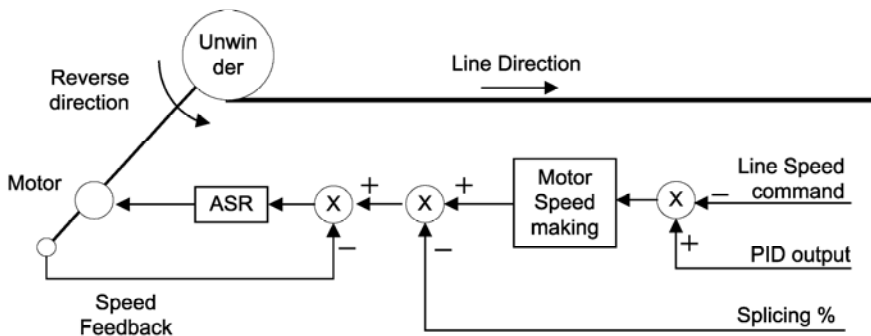 Unwin
der
Reverse
direction
Line Direction
Motor
ASR
X
X
Motor
Speed
making
X
Line Speed
command
PID output
Splicing %
Speed
Feedback
+
+
+
−
−
−
+